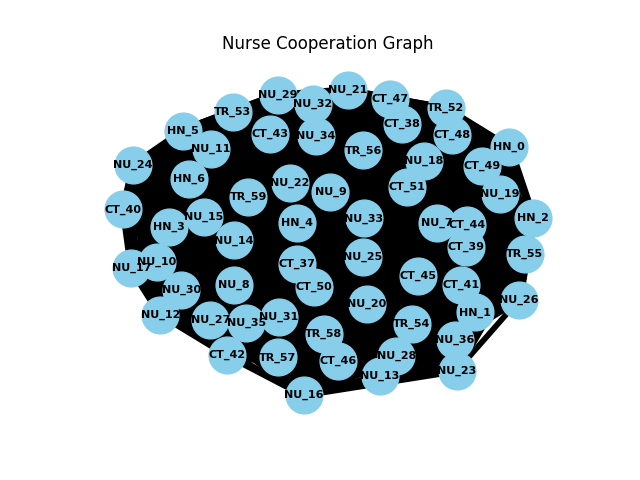 Nurse Cooperation Graph
NU_21
NU_29
NU_32
CT_47
TR_52
TR_53
CT_38
HN_5
CT_43
NU_34
CT_48
HN_0
NU_11
TR_56
NU_24
NU_18
CT_49
HN_6
NU_22
CT_51
NU_9
NU_19
TR_59
CT_40
NU_15
HN_3
HN_4
NU_33
NU_7
CT_44
HN_2
NU_14
CT_39
TR_55
NU_10
NU_17
CT_37
NU_25
CT_45
NU_8
CT_50
CT_41
NU_30
NU_20
NU_26
NU_12
NU_27
NU_35
NU_31
HN_1
TR_54
TR_58
NU_36
CT_42
TR_57
CT_46
NU_28
NU_13
NU_23
NU_16